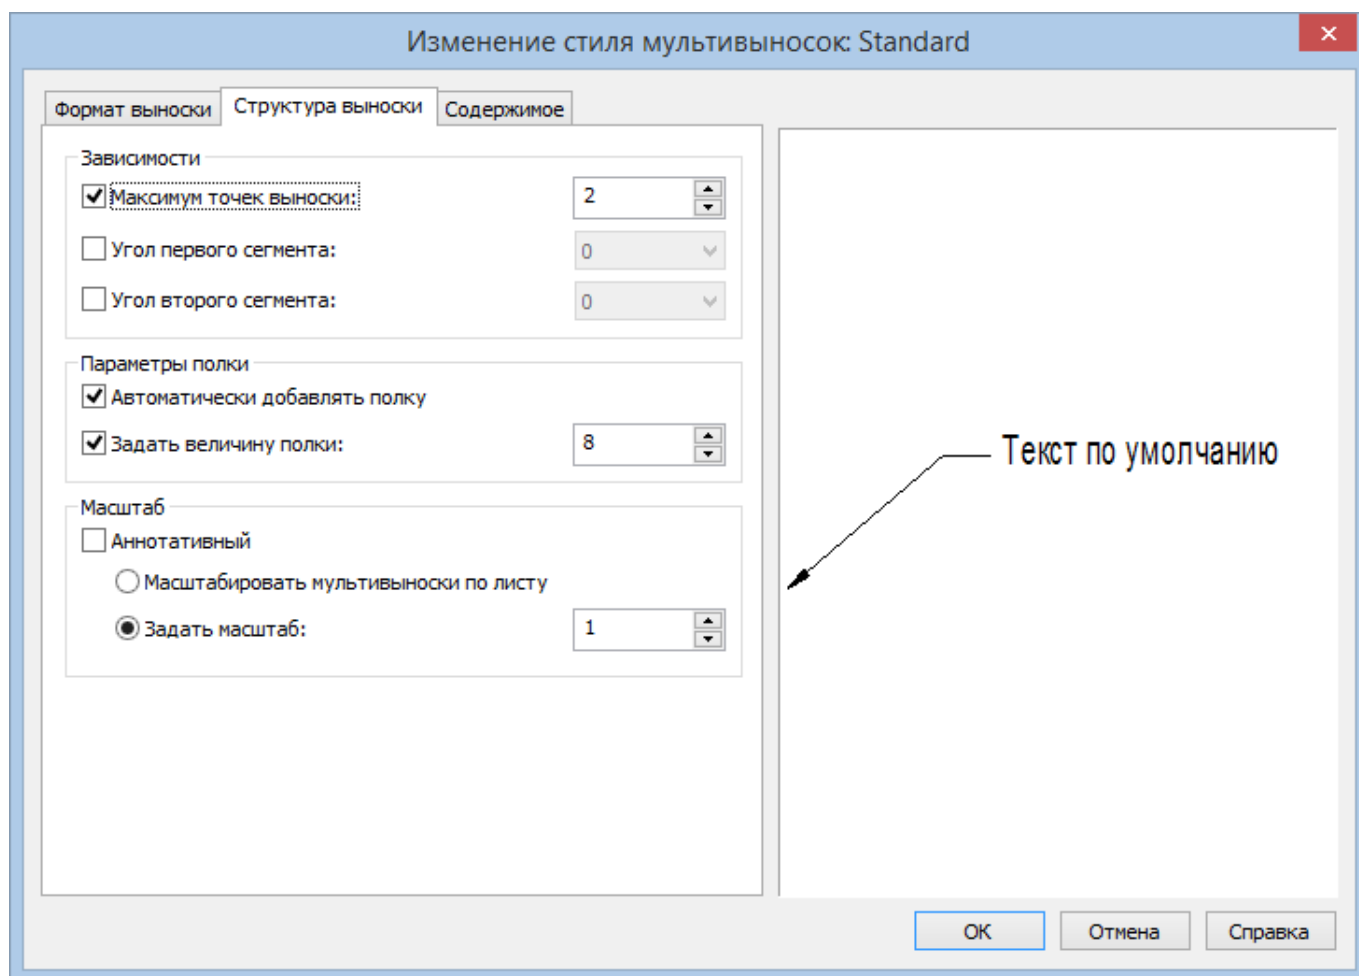 Изменение стиля мультивыносок: Standard
Формат выноски Структура выноски Содержимое
Зависимости
Максимум точек выноски: 2
Угол первого сегмента: 0
Угол второго сегмента: 0
Параметры полки
Автоматически добавлять полку
Задать величину полки: 8
Масштаб
Аннотативный
Масштабировать мультивыноски по листу
Задать масштаб: 1
Текст по умолчанию
ОК Отмена Справка